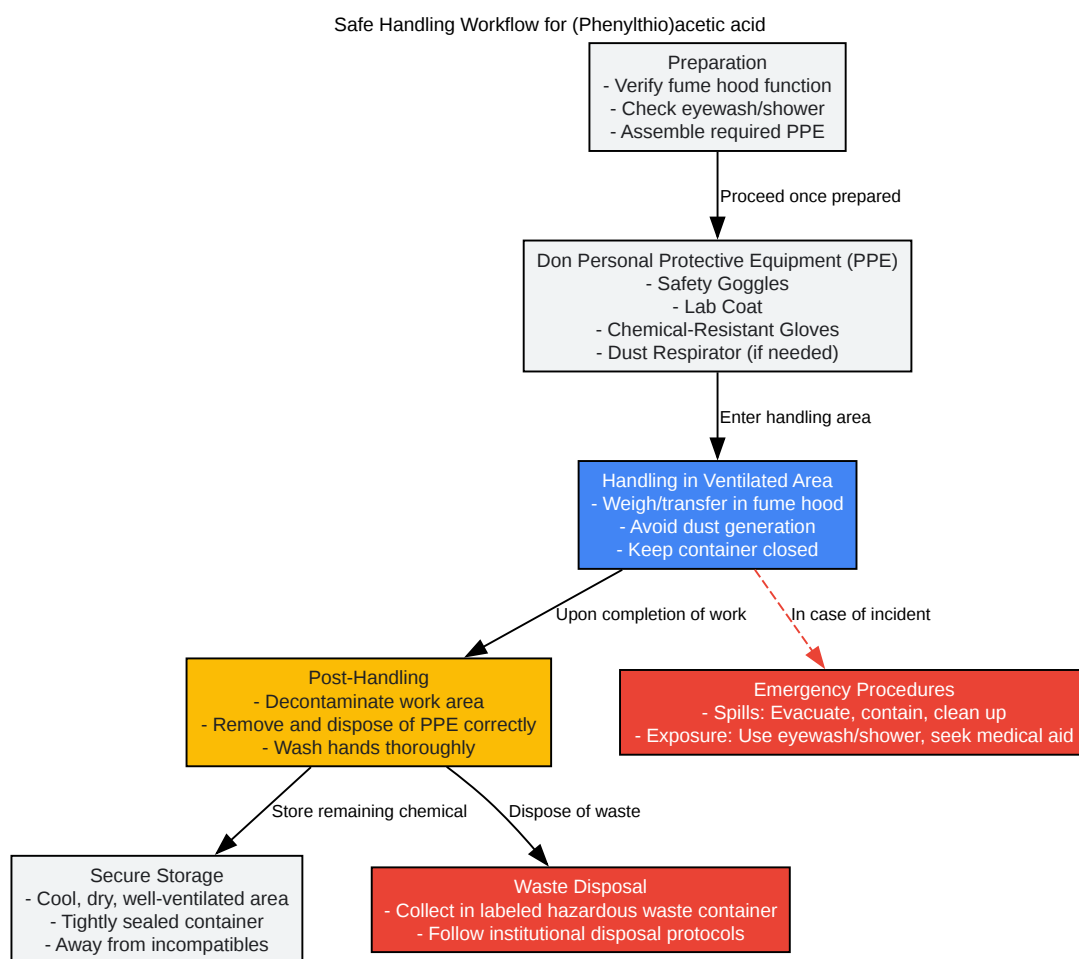 Safe Handling Workflow for (Phenylthio)acetic acid
Preparation
- Verify fume hood function
- Check eyewash/shower
- Assemble required PPE
Proceed once prepared
Don Personal Protective Equipment (PPE)
- Safety Goggles
- Lab Coat
- Chemical-Resistant Gloves
- Dust Respirator (if needed)
Enter handling area
Handling in Ventilated Area
- Weigh/transfer in fume hood
- Avoid dust generation
- Keep container closed
Upon completion of work
In case of incident
Post-Handling
- Decontaminate work area
- Remove and dispose of PPE correctly
- Wash hands thoroughly
Emergency Procedures
- Spills: Evacuate, contain, clean up
- Exposure: Use eyewash/shower, seek medical aid
Store remaining chemical
Dispose of waste
Secure Storage
- Cool, dry, well-ventilated area
- Tightly sealed container
- Away from incompatibles
Waste Disposal
- Collect in labeled hazardous waste container
- Follow institutional disposal protocols